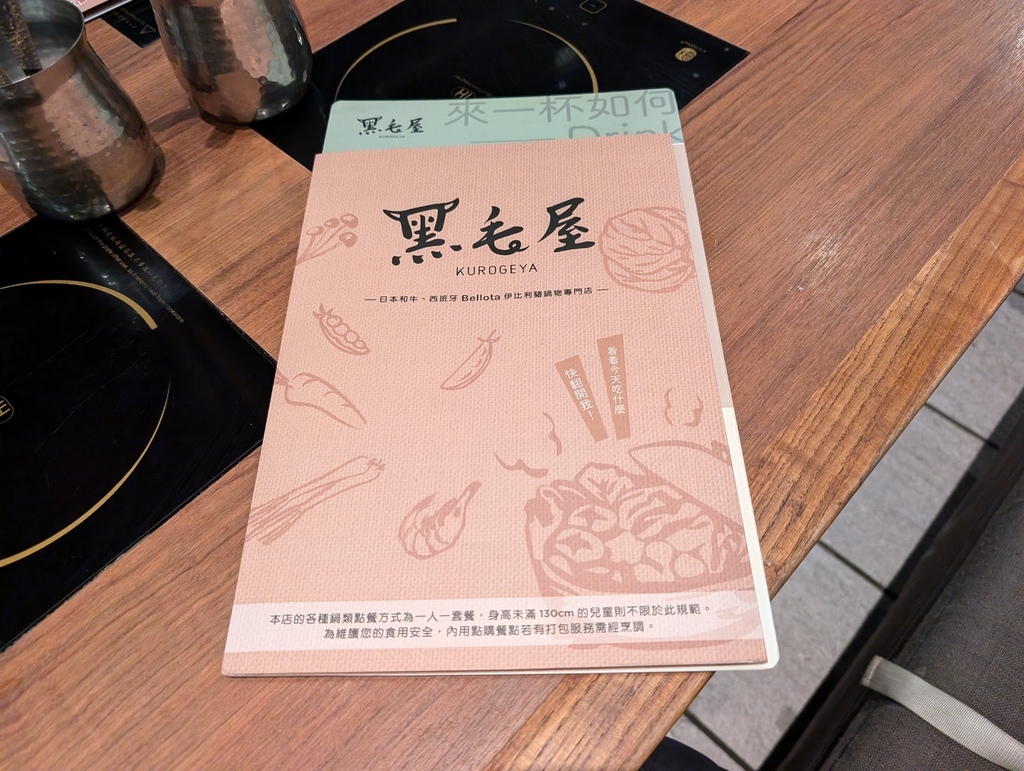 黑毛屋
KUROGEYA
來一杯如何
Drink
黑毛屋
KUROGEYA
日本和牛、西班牙 Bellota 伊比利豬鍋物專門店
看看今天吃什麼
快翻開我！
本店的各種鍋類點餐方式為一人一套餐，身高未滿 130cm 的兒童則不限於此規範。
為維護您的食用安全，內用點購餐點若有打包服務需經烹調。